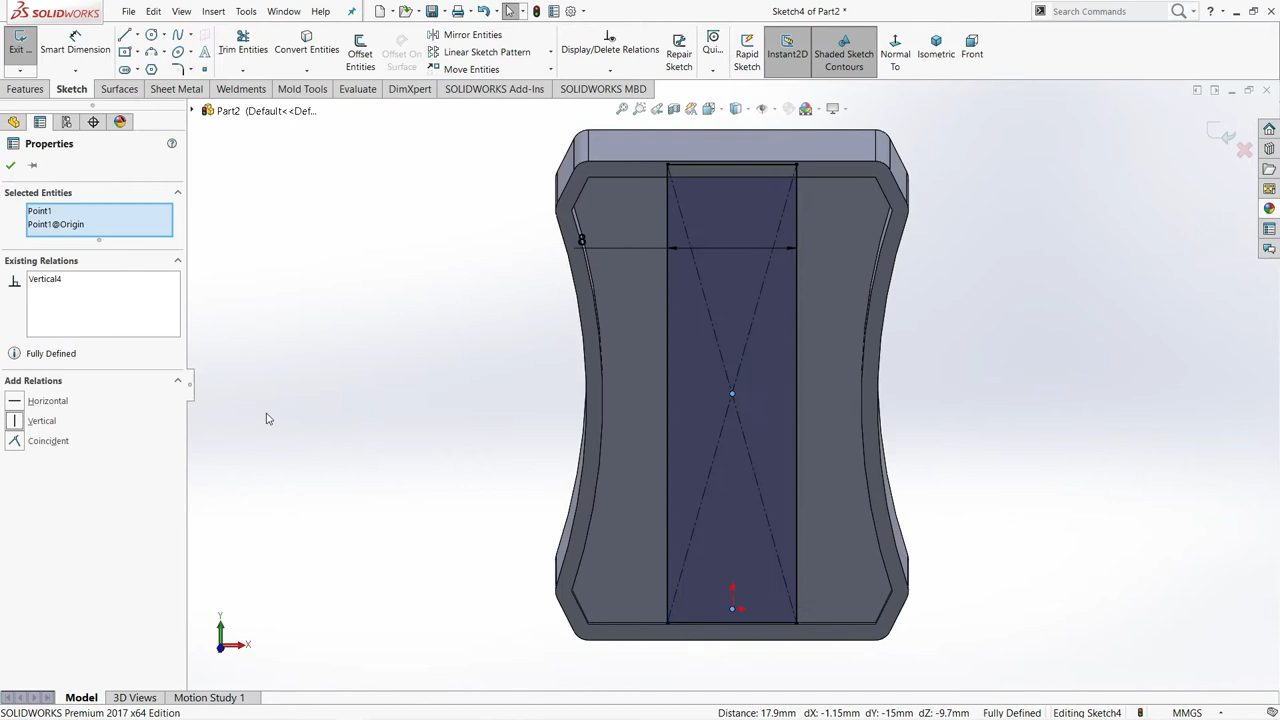 SOLIDWORKS File Edit View Insert Tools Window Help Sketch4 of Part2 * Search Commands ?
Exit ... Smart Dimension Trim Entities Convert Entities Offset Entities Offset On Surface Mirror Entities Linear Sketch Pattern Move Entities Display/Delete Relations Repair Sketch Qui... Rapid Sketch Instant2D Shaded Sketch Contours Normal To Isometric Front
Features Sketch Surfaces Sheet Metal Weldments Mold Tools Evaluate DimXpert SOLIDWORKS Add-Ins SOLIDWORKS MBD
Part2 (Default<<Def...
Properties
Selected Entities
Point1
Point1@Origin
Existing Relations
Vertical4
Fully Defined
Add Relations
Horizontal
Vertical
Coincident
8
Y
X
Model 3D Views Motion Study 1
SOLIDWORKS Premium 2017 x64 Edition Distance: 17.9mm dX: -1.15mm dY: -15mm dZ: -9.7mm Fully Defined Editing Sketch4 MMGS